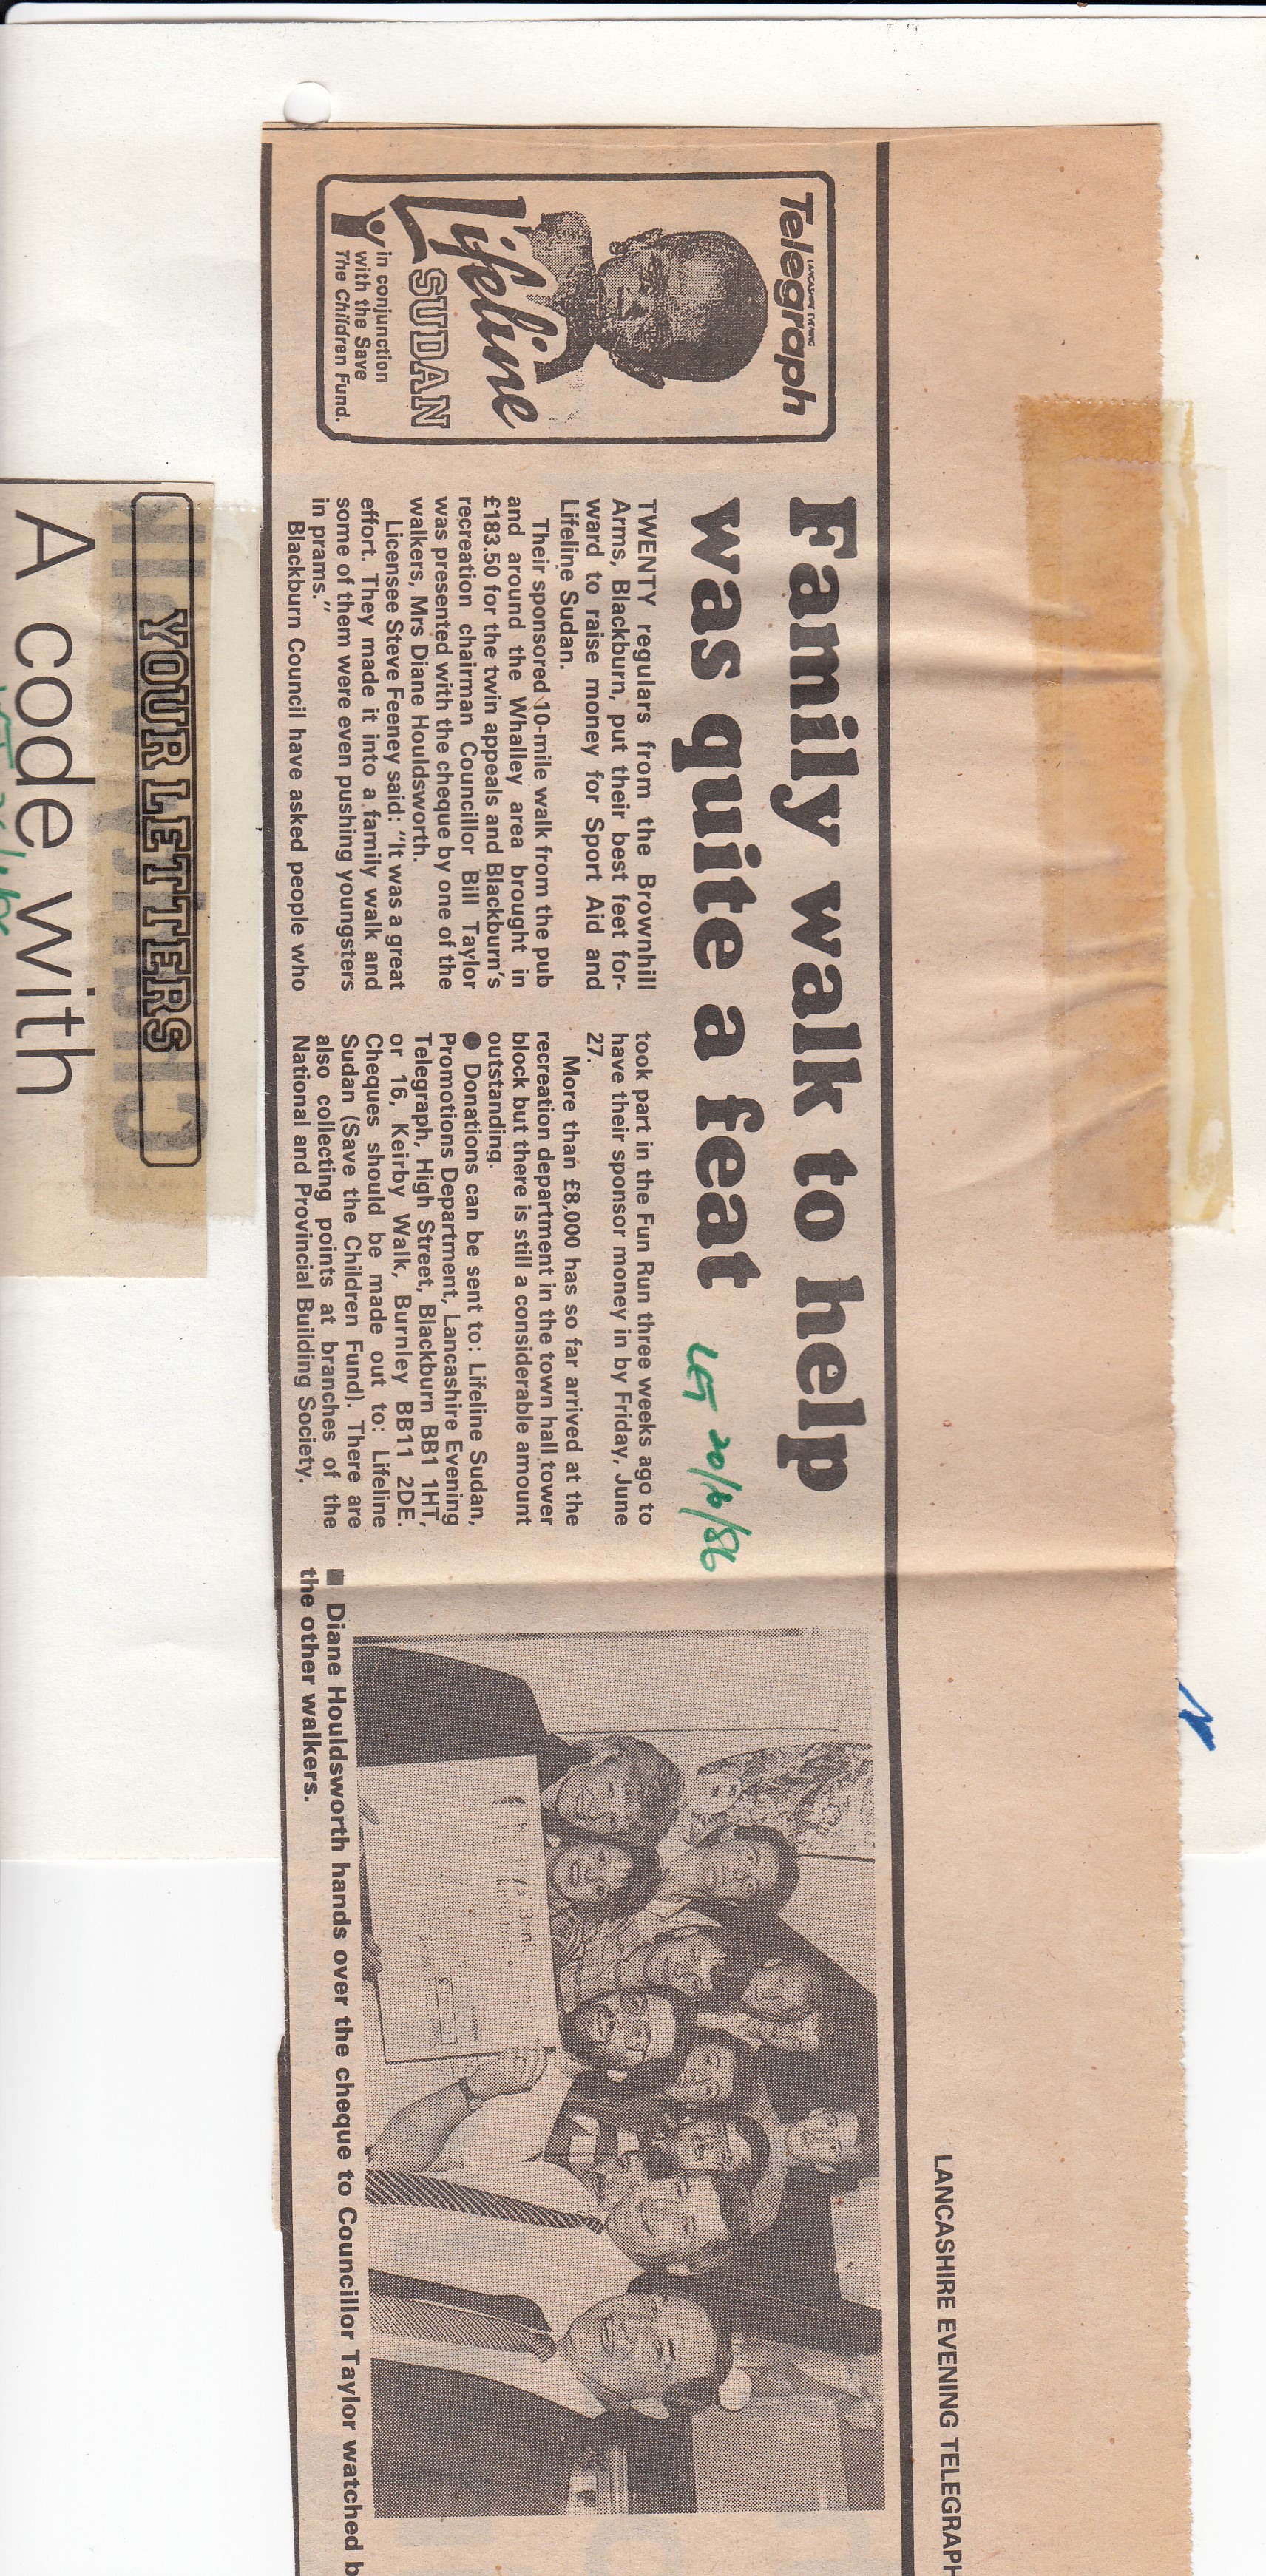 LANCASHIRE EVENING TELEGRAPH
LANCASHIRE EVENING
Telegraph
Lifeline
SUDAN
in conjunction
with the Save
The Children Fund.
Family walk to help
was quite a feat
LET 20/6/86
TWENTY regulars from the Brownhill
Arms, Blackburn, put their best feet for-
ward to raise money for Sport Aid and
Lifeline Sudan.
Their sponsored 10-mile walk from the pub
and around the Whalley area brought in
£183.50 for the twin appeals and Blackburn's
recreation chairman Councillor Bill Taylor
was presented with the cheque by one of the
walkers, Mrs Diane Houldsworth.
Licensee Steve Feeney said: "It was a great
effort. They made it into a family walk and
some of them were even pushing youngsters
in prams."
Blackburn Council have asked people who
took part in the Fun Run three weeks ago to
have their sponsor money in by Friday, June
27.
More than £8,000 has so far arrived at the
recreation department in the town hall tower
block but there is still a considerable amount
outstanding.
● Donations can be sent to: Lifeline Sudan,
Promotions Department, Lancashire Evening
Telegraph, High Street, Blackburn BB1 1HT,
or 16, Keirby Walk, Burnley BB11 2DE.
Cheques should be made out to: Lifeline
Sudan (Save the Children Fund). There are
also collecting points at branches of the
National and Provincial Building Society.
■ Diane Houldsworth hands over the cheque to Councillor Taylor watched b
the other walkers.
YOUR LETTERS
A code with